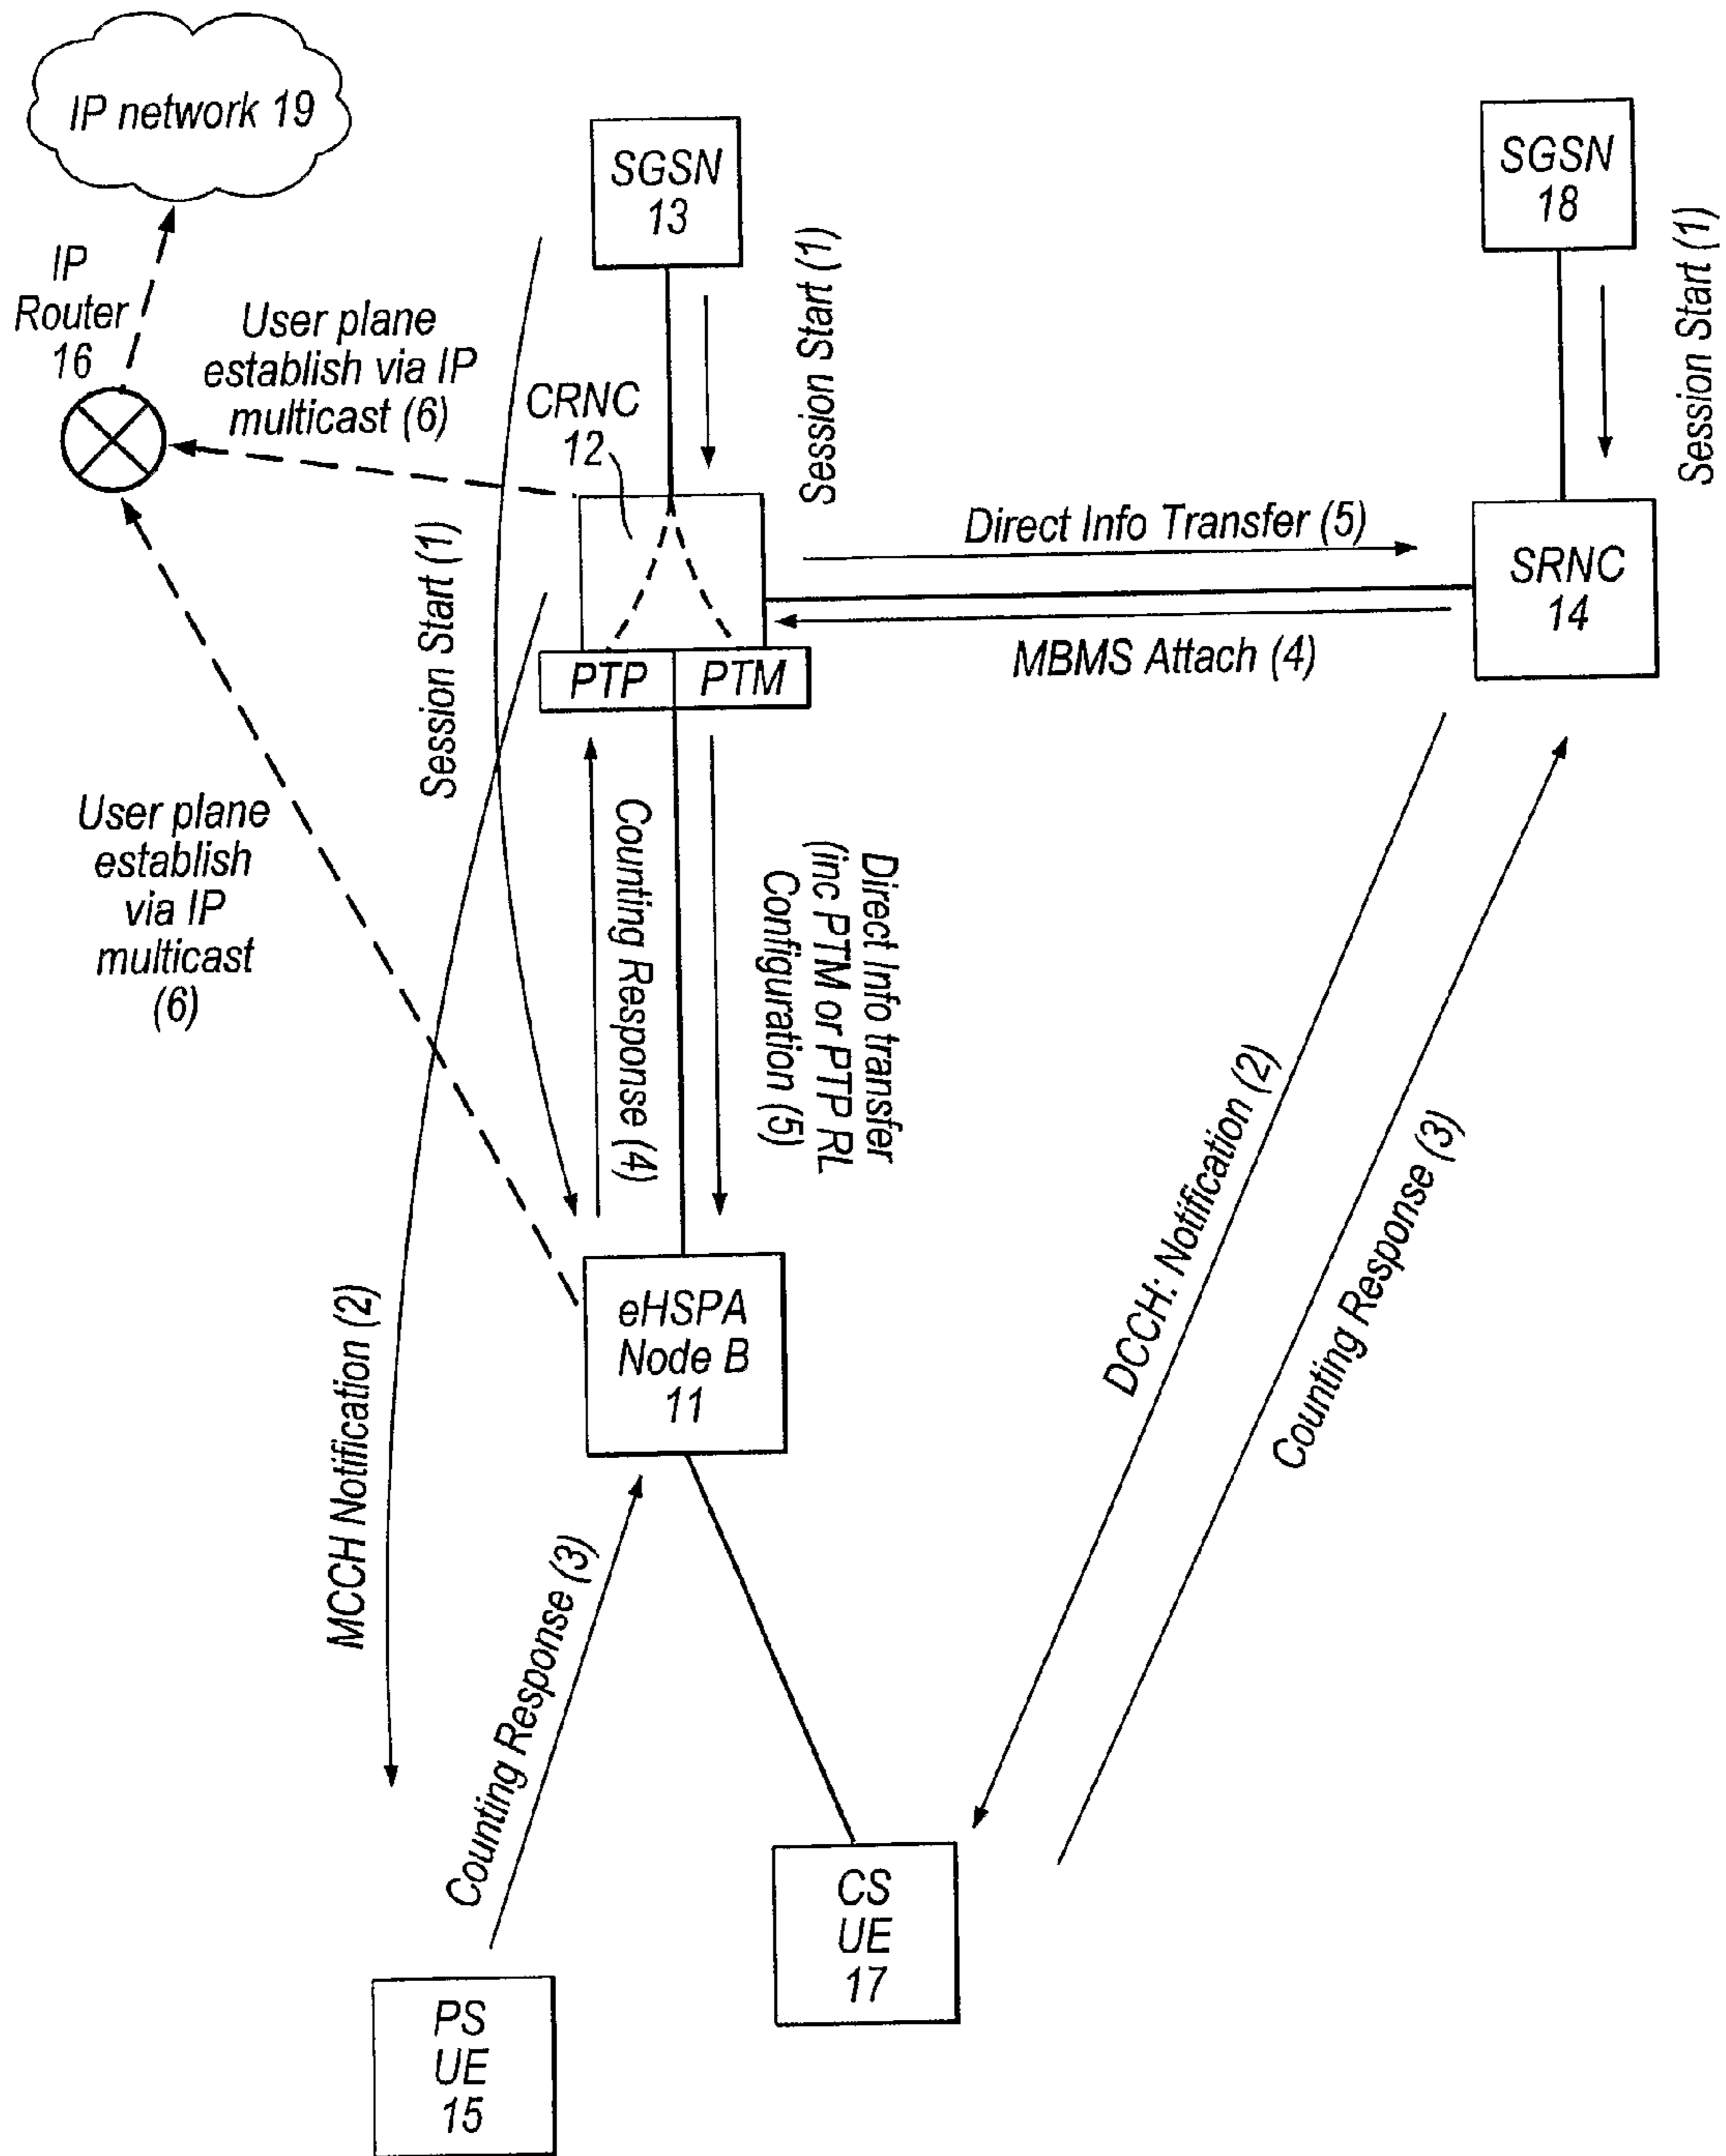 IP network 19
SGSN
13
SGSN
18
IP
Router
16
User plane
establish via IP
multicast (6)
CRNC
12
Session Start (1)
Session Start (1)
Session Start (1)
Direct Info Transfer (5)
SRNC
14
MBMS Attach (4)
PTP
PTM
User plane
establish
via IP
multicast
(6)
Counting Response (4)
Direct Info transfer
(inc PTM or PTP RL
Configuration (5)
eHSPA
Node B
11
DCCH: Notification (2)
Counting Response (3)
MCCH Notification (2)
Counting Response (3)
CS
UE
17
PS
UE
15